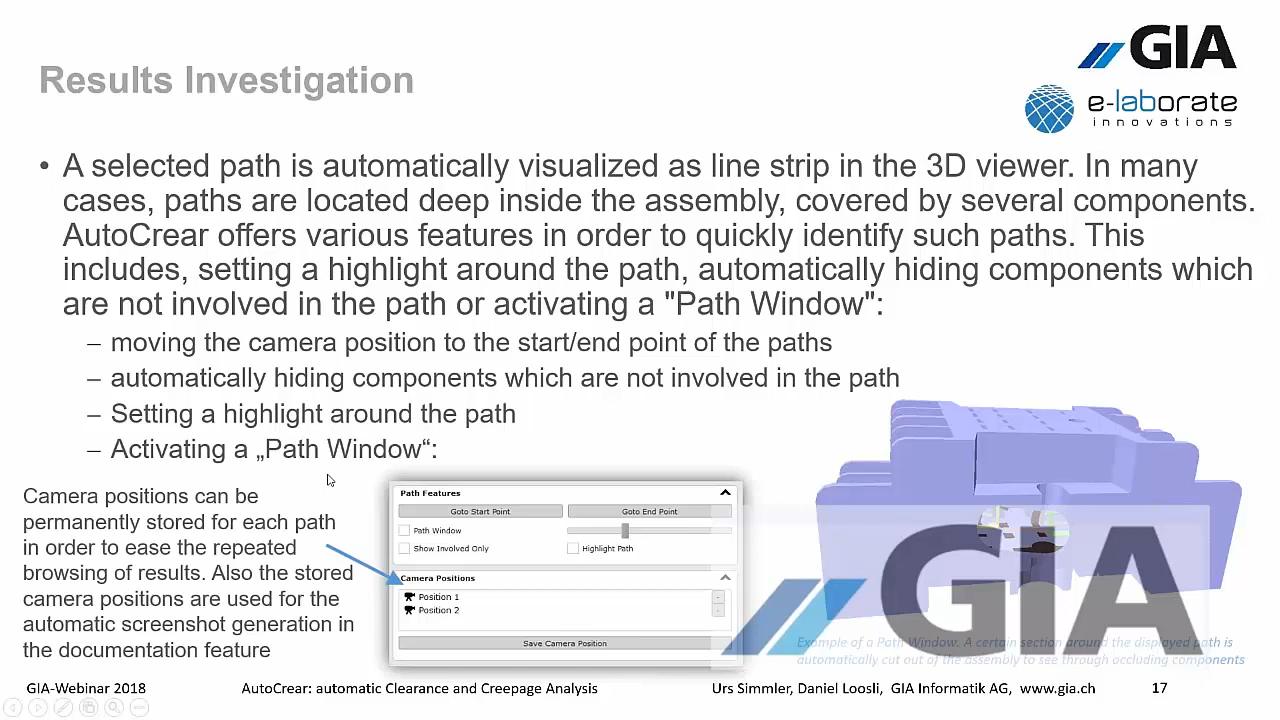 GIA
Results Investigation
e-laborate
innovations
• A selected path is automatically visualized as line strip in the 3D viewer. In many
cases, paths are located deep inside the assembly, covered by several components.
AutoCrear offers various features in order to quickly identify such paths. This
includes, setting a highlight around the path, automatically hiding components which
are not involved in the path or activating a "Path Window":
– moving the camera position to the start/end point of the paths
– automatically hiding components which are not involved in the path
– Setting a highlight around the path
– Activating a „Path Window“:
Camera positions can be
permanently stored for each path
in order to ease the repeated
browsing of results. Also the stored
camera positions are used for the
automatic screenshot generation in
the documentation feature
Path Features
Goto Start Point Goto End Point
Path Window
Show Involved Only Highlight Path
Camera Positions
Position 1
Position 2
Save Camera Position
GIA
Example of a Path Window. A certain section around the displayed path is
automatically cut out of the assembly to see through occluding components
GIA-Webinar 2018 AutoCrear: automatic Clearance and Creepage Analysis Urs Simmler, Daniel Loosli, GIA Informatik AG, www.gia.ch 17